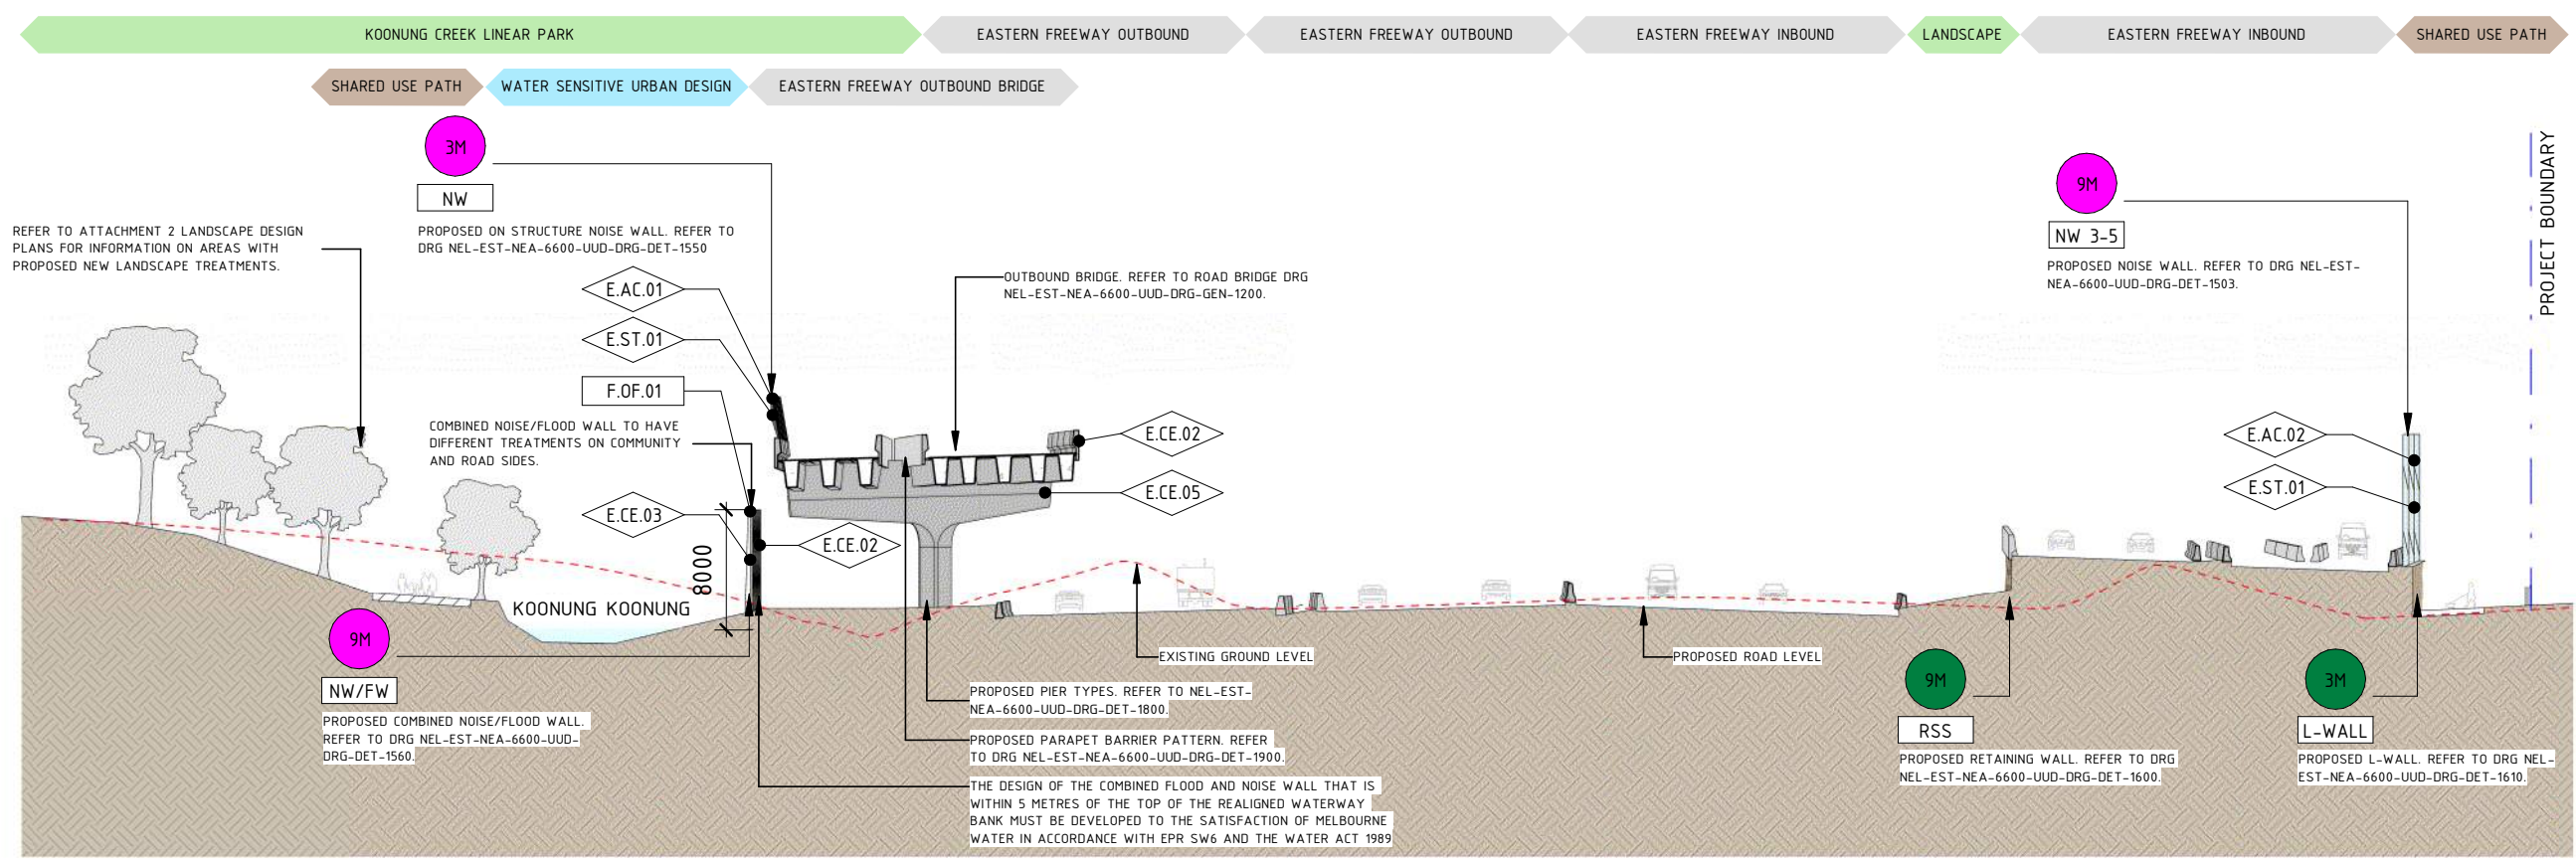 KOONUNG CREEK LINEAR PARK
EASTERN FREEWAY OUTBOUND
EASTERN FREEWAY OUTBOUND
EASTERN FREEWAY INBOUND
LANDSCAPE
EASTERN FREEWAY INBOUND
SHARED USE PATH
SHARED USE PATH
WATER SENSITIVE URBAN DESIGN
EASTERN FREEWAY OUTBOUND BRIDGE
3M
NW
PROPOSED ON STRUCTURE NOISE WALL. REFER TO
DRG NEL-EST-NEA-6600-UUD-DRG-DET-1550
REFER TO ATTACHMENT 2 LANDSCAPE DESIGN
PLANS FOR INFORMATION ON AREAS WITH
PROPOSED NEW LANDSCAPE TREATMENTS.
E.AC.01
E.ST.01
F.OF.01
COMBINED NOISE/FLOOD WALL TO HAVE
DIFFERENT TREATMENTS ON COMMUNITY
AND ROAD SIDES.
E.CE.03
8000
E.CE.02
OUTBOUND BRIDGE. REFER TO ROAD BRIDGE DRG
NEL-EST-NEA-6600-UUD-DRG-GEN-1200.
E.CE.02
E.CE.05
9M
NW 3-5
PROPOSED NOISE WALL. REFER TO DRG NEL-EST-
NEA-6600-UUD-DRG-DET-1503.
PROJECT BOUNDARY
E.AC.02
E.ST.01
KOONUNG KOONUNG
9M
NW/FW
PROPOSED COMBINED NOISE/FLOOD WALL.
REFER TO DRG NEL-EST-NEA-6600-UUD-
DRG-DET-1560.
EXISTING GROUND LEVEL
PROPOSED ROAD LEVEL
PROPOSED PIER TYPES. REFER TO NEL-EST-
NEA-6600-UUD-DRG-DET-1800.
PROPOSED PARAPET BARRIER PATTERN. REFER
TO DRG NEL-EST-NEA-6600-UUD-DRG-DET-1900.
THE DESIGN OF THE COMBINED FLOOD AND NOISE WALL THAT IS
WITHIN 5 METRES OF THE TOP OF THE REALIGNED WATERWAY
BANK MUST BE DEVELOPED TO THE SATISFACTION OF MELBOURNE
WATER IN ACCORDANCE WITH EPR SW6 AND THE WATER ACT 1989
9M
RSS
PROPOSED RETAINING WALL. REFER TO DRG
NEL-EST-NEA-6600-UUD-DRG-DET-1600.
3M
L-WALL
PROPOSED L-WALL. REFER TO DRG NEL-
EST-NEA-6600-UUD-DRG-DET-1610.